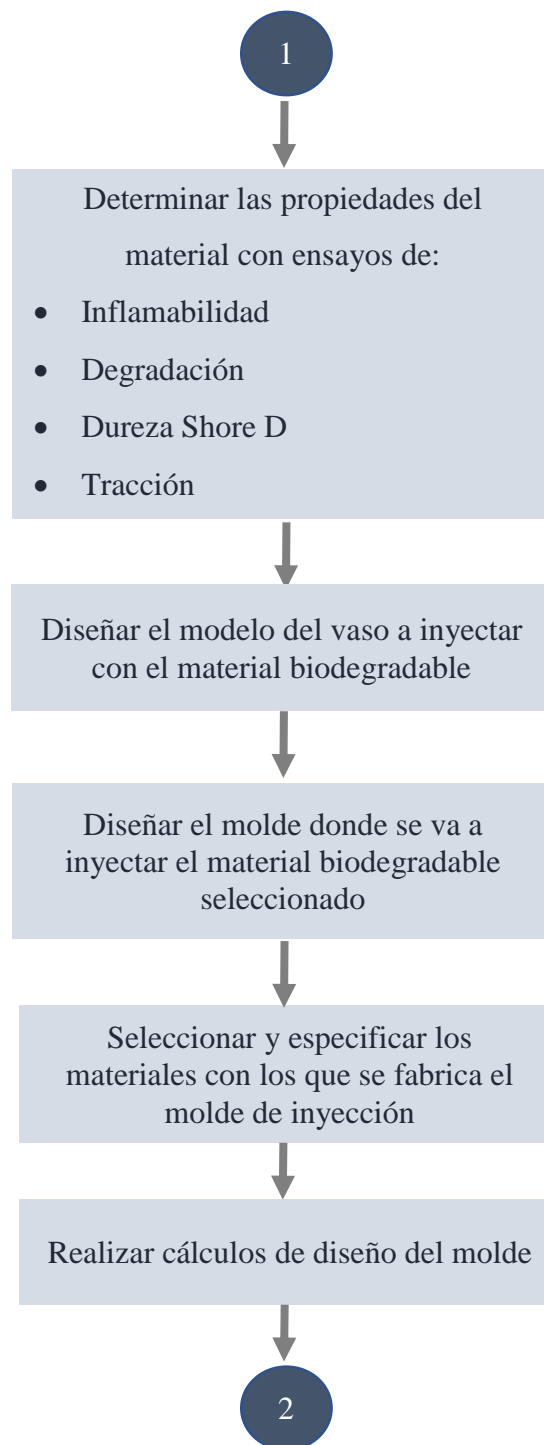 1
Determinar las propiedades del
material con ensayos de:
• Inflamabilidad
• Degradación
• Dureza Shore D
• Tracción
Diseñar el modelo del vaso a inyectar
con el material biodegradable
Diseñar el molde donde se va a
inyectar el material biodegradable
seleccionado
Seleccionar y especificar los
materiales con los que se fabrica el
molde de inyección
Realizar cálculos de diseño del molde
2